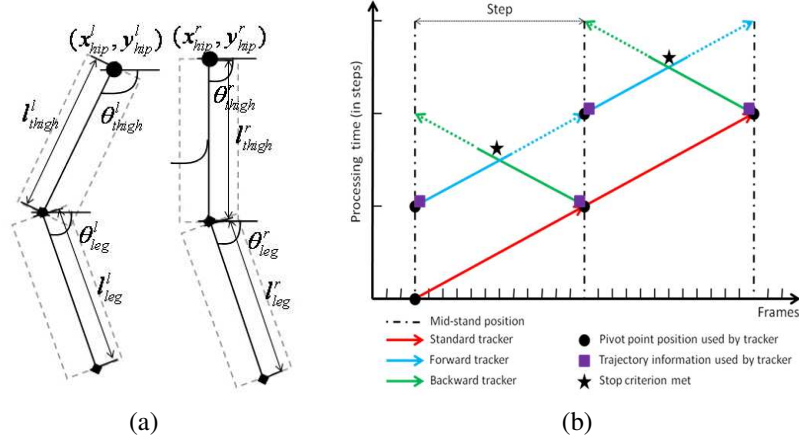 (x^l_hip, y^l_hip)
(x^r_hip, y^r_hip)
l^l_thigh
θ^l_thigh
θ^r_thigh
l^r_thigh
θ^l_leg
l^l_leg
θ^r_leg
l^r_leg
(a)
Step
Processing time (in steps)
Frames
Mid-stand position
Standard tracker
Forward tracker
Backward tracker
Pivot point position used by tracker
Trajectory information used by tracker
Stop criterion met
(b)